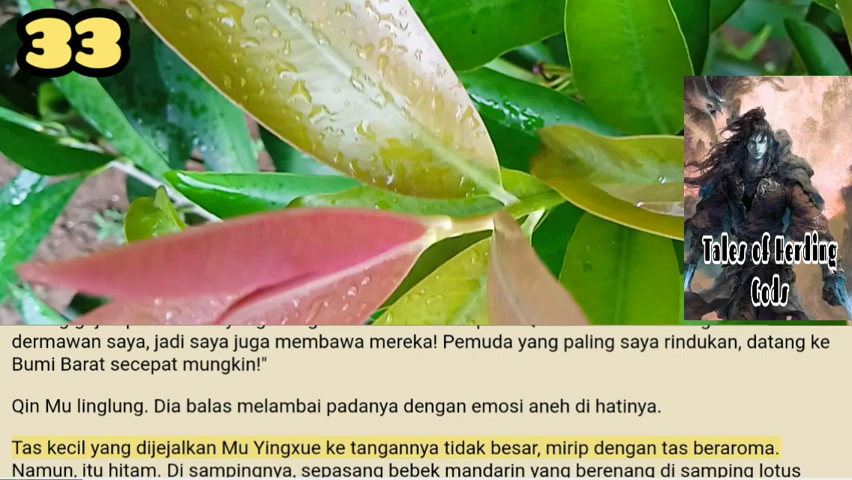 33
Tales of Herding
Gods
dermawan saya, jadi saya juga membawa mereka! Pemuda yang paling saya rindukan, datang ke
Bumi Barat secepat mungkin!"
Qin Mu linglung. Dia balas melambai padanya dengan emosi aneh di hatinya.
Tas kecil yang dijejalkan Mu Yingxue ke tangannya tidak besar, mirip dengan tas beraroma.
Namun, itu hitam. Di sampingnya, sepasang bebek mandarin yang berenang di samping lotus